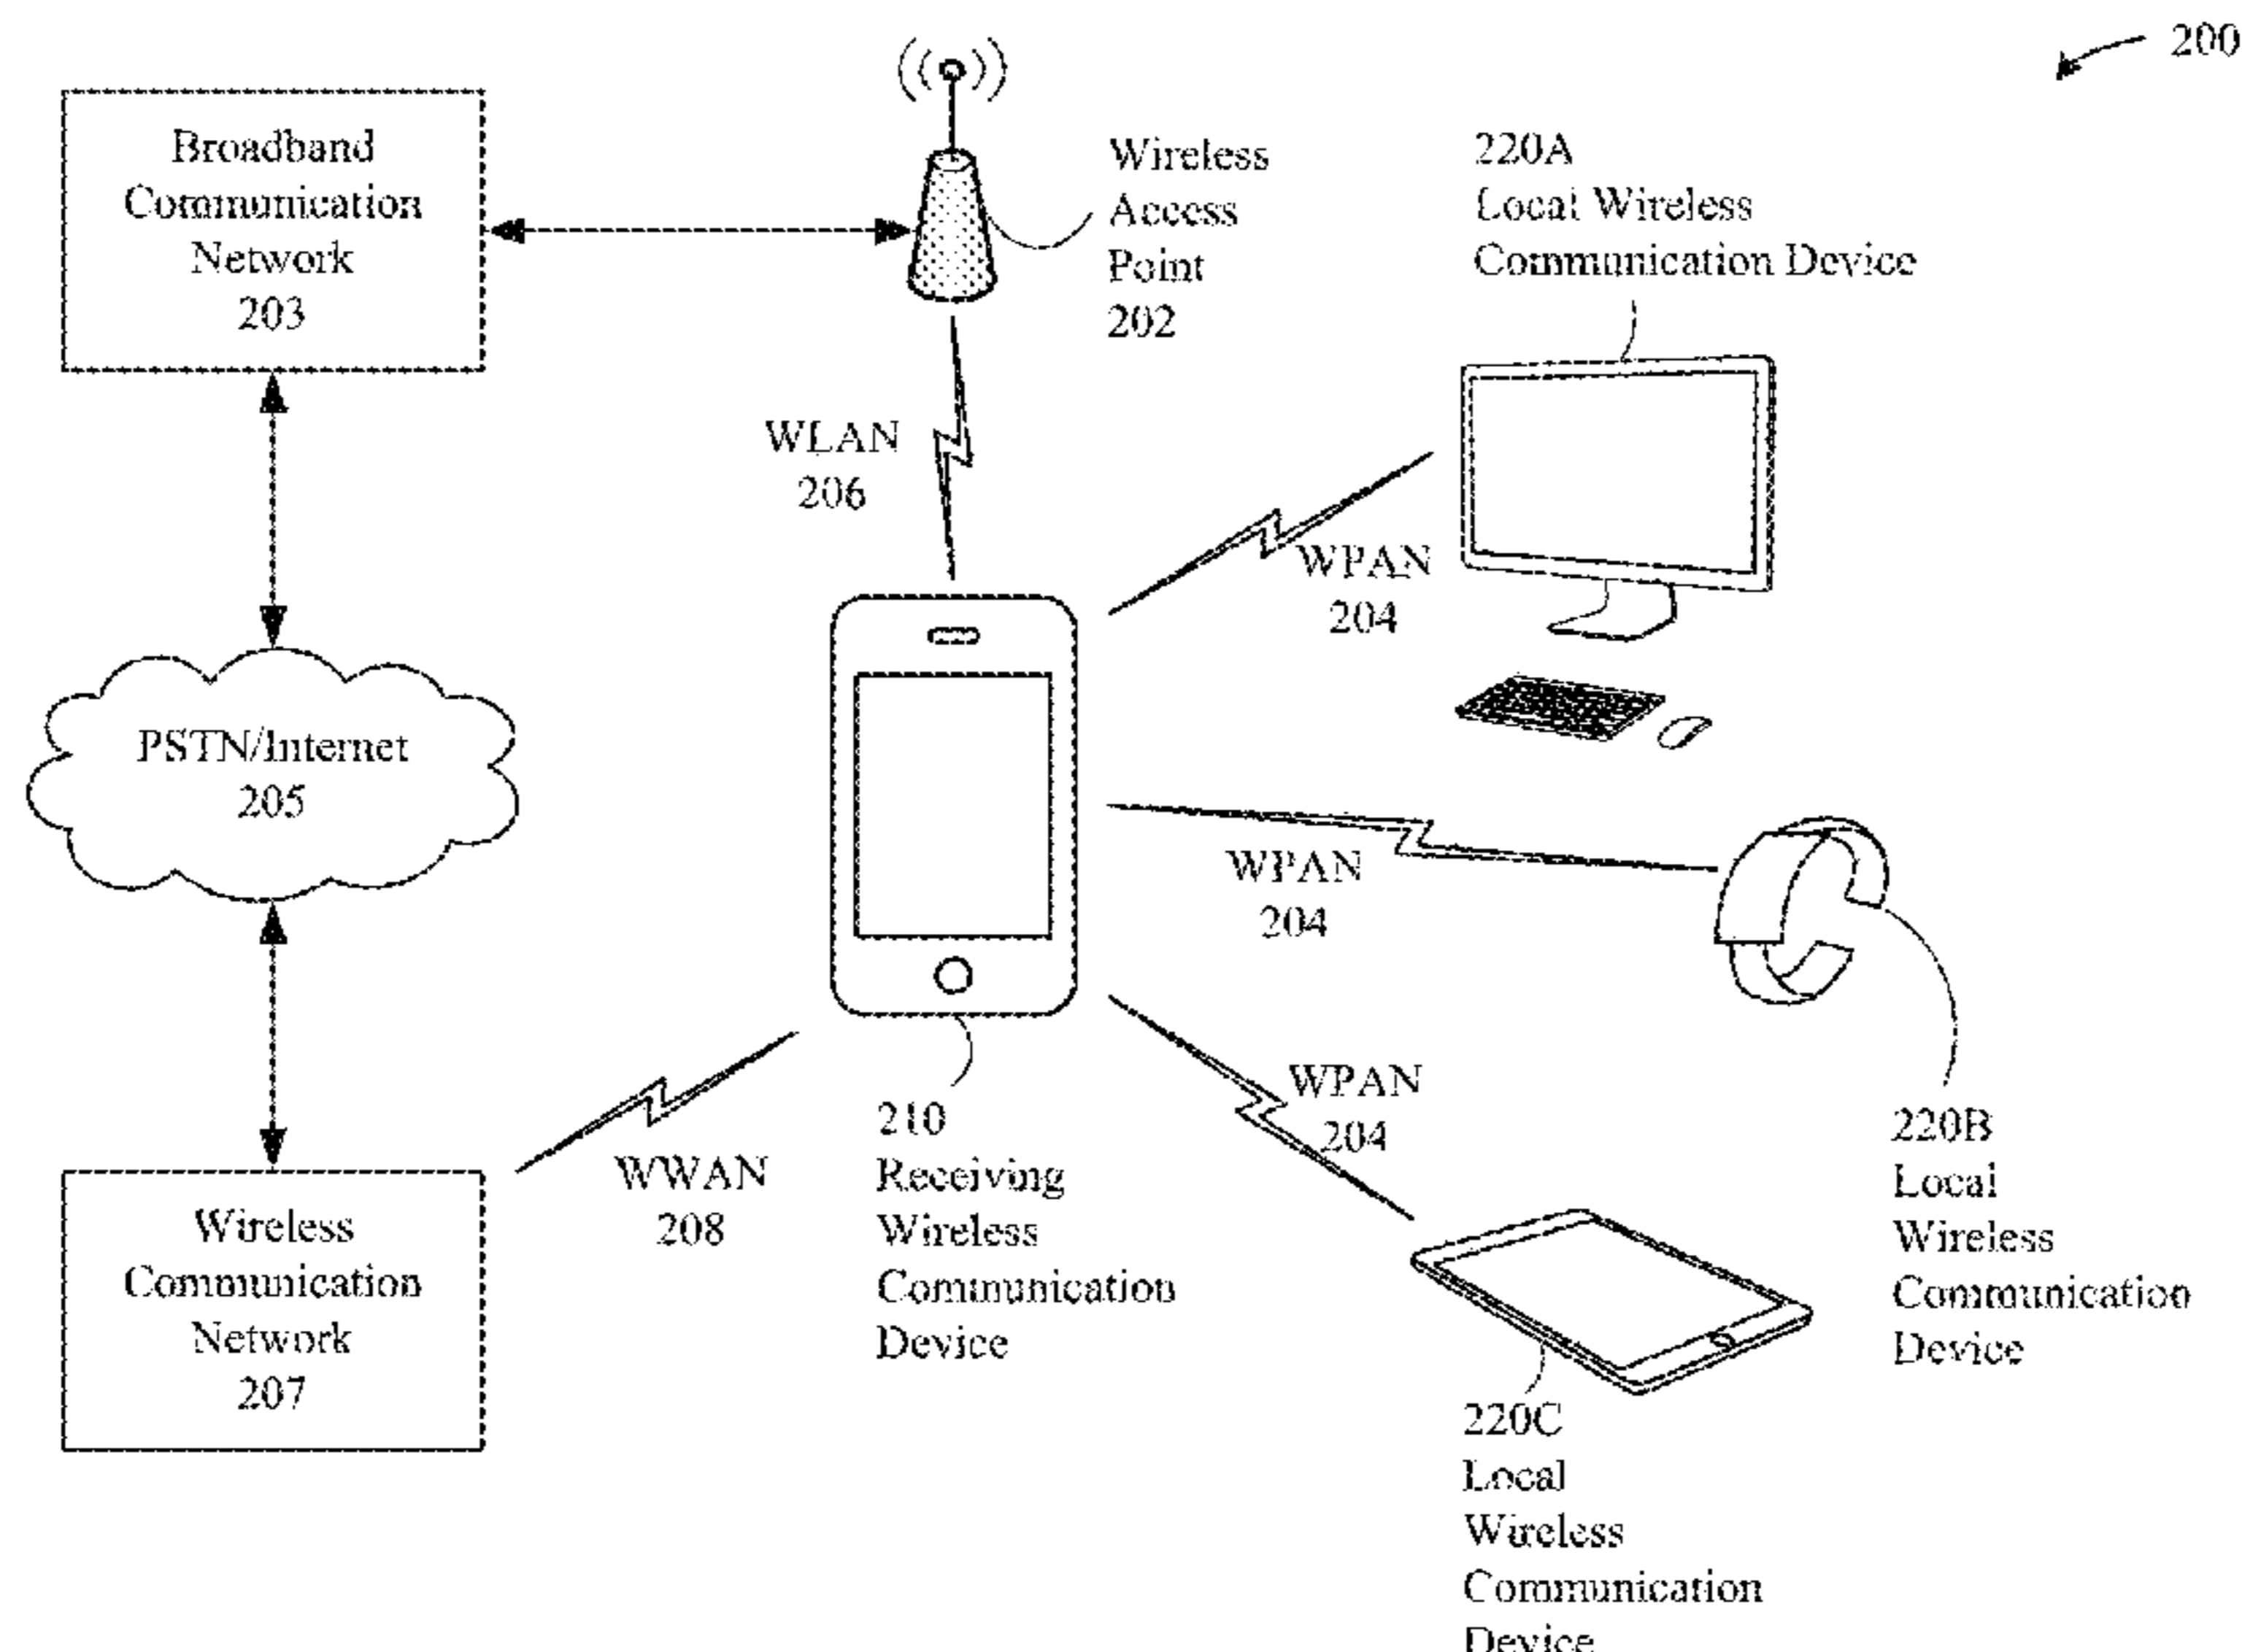 200
Broadband
Communication
Network
203
Wireless
Access
Point
202
220A
Local Wireless
Communication Device
WLAN
206
WPAN
204
PSTN/Internet
205
WPAN
204
WPAN
204
WWAN
208
210
Receiving
Wireless
Communication
Device
220B
Local
Wireless
Communication
Device
Wireless
Communication
Network
207
220C
Local
Wireless
Communication
Device